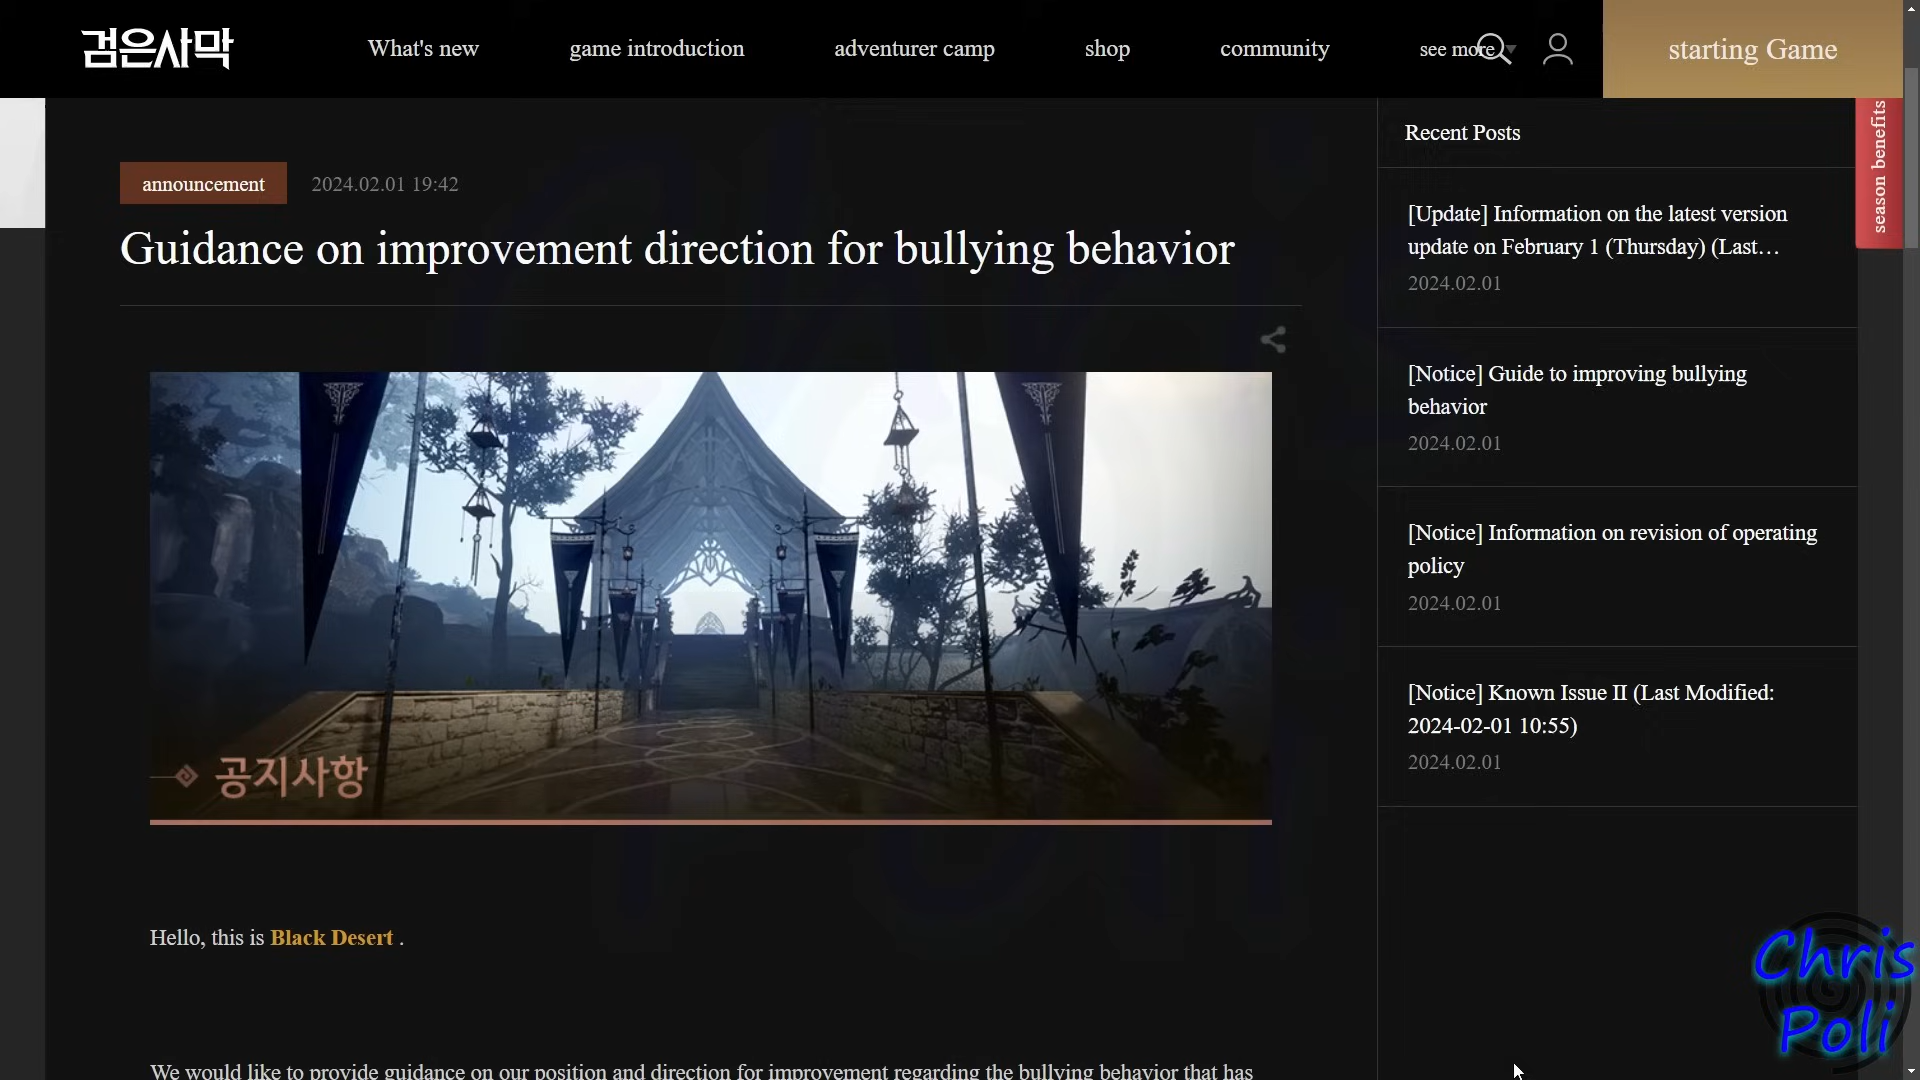 검은사막
What's new
game introduction
adventurer camp
shop
community
see more
starting Game
season benefits
announcement
2024.02.01 19:42
Guidance on improvement direction for bullying behavior
공지사항
Hello, this is Black Desert .
We would like to provide guidance on our position and direction for improvement regarding the bullying behavior that has
Recent Posts
[Update] Information on the latest version
update on February 1 (Thursday) (Last…
2024.02.01
[Notice] Guide to improving bullying
behavior
2024.02.01
[Notice] Information on revision of operating
policy
2024.02.01
[Notice] Known Issue II (Last Modified:
2024-02-01 10:55)
2024.02.01
Chris
Poli